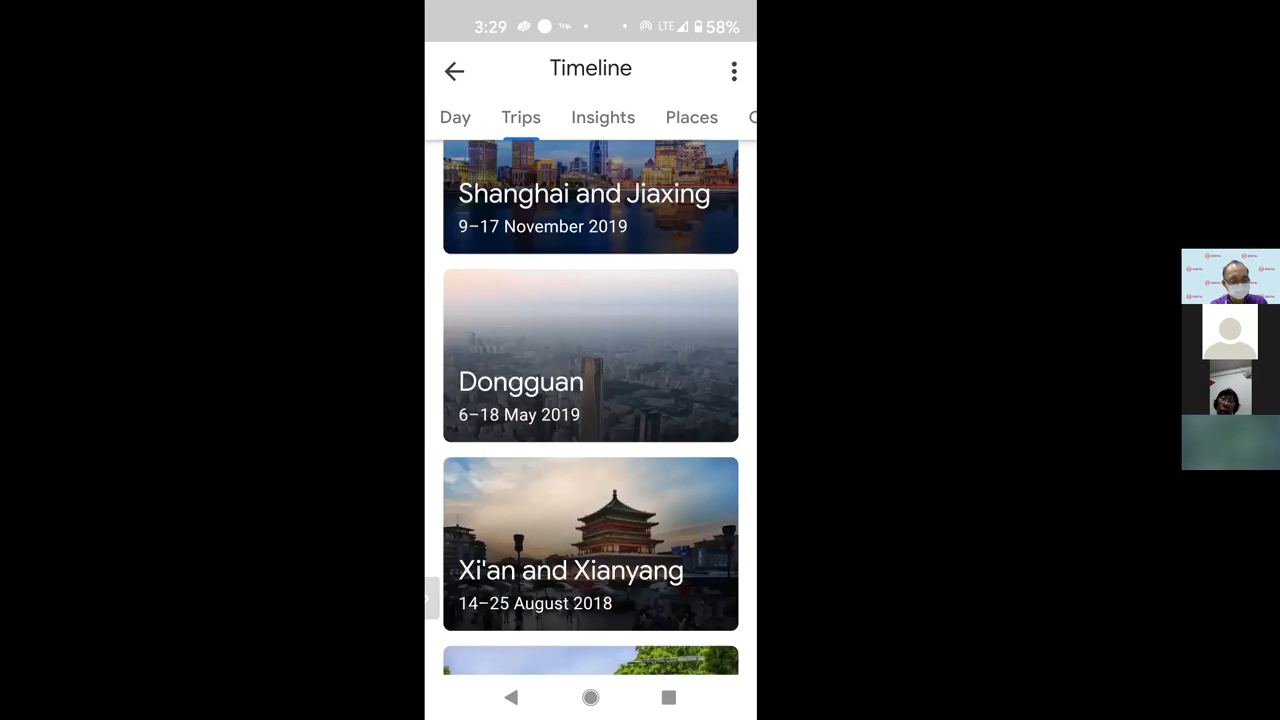 3:29 Trip. LTE 58%
Timeline
Day Trips Insights Places
Shanghai and Jiaxing
9–17 November 2019
Dongguan
6–18 May 2019
Xi'an and Xianyang
14–25 August 2018